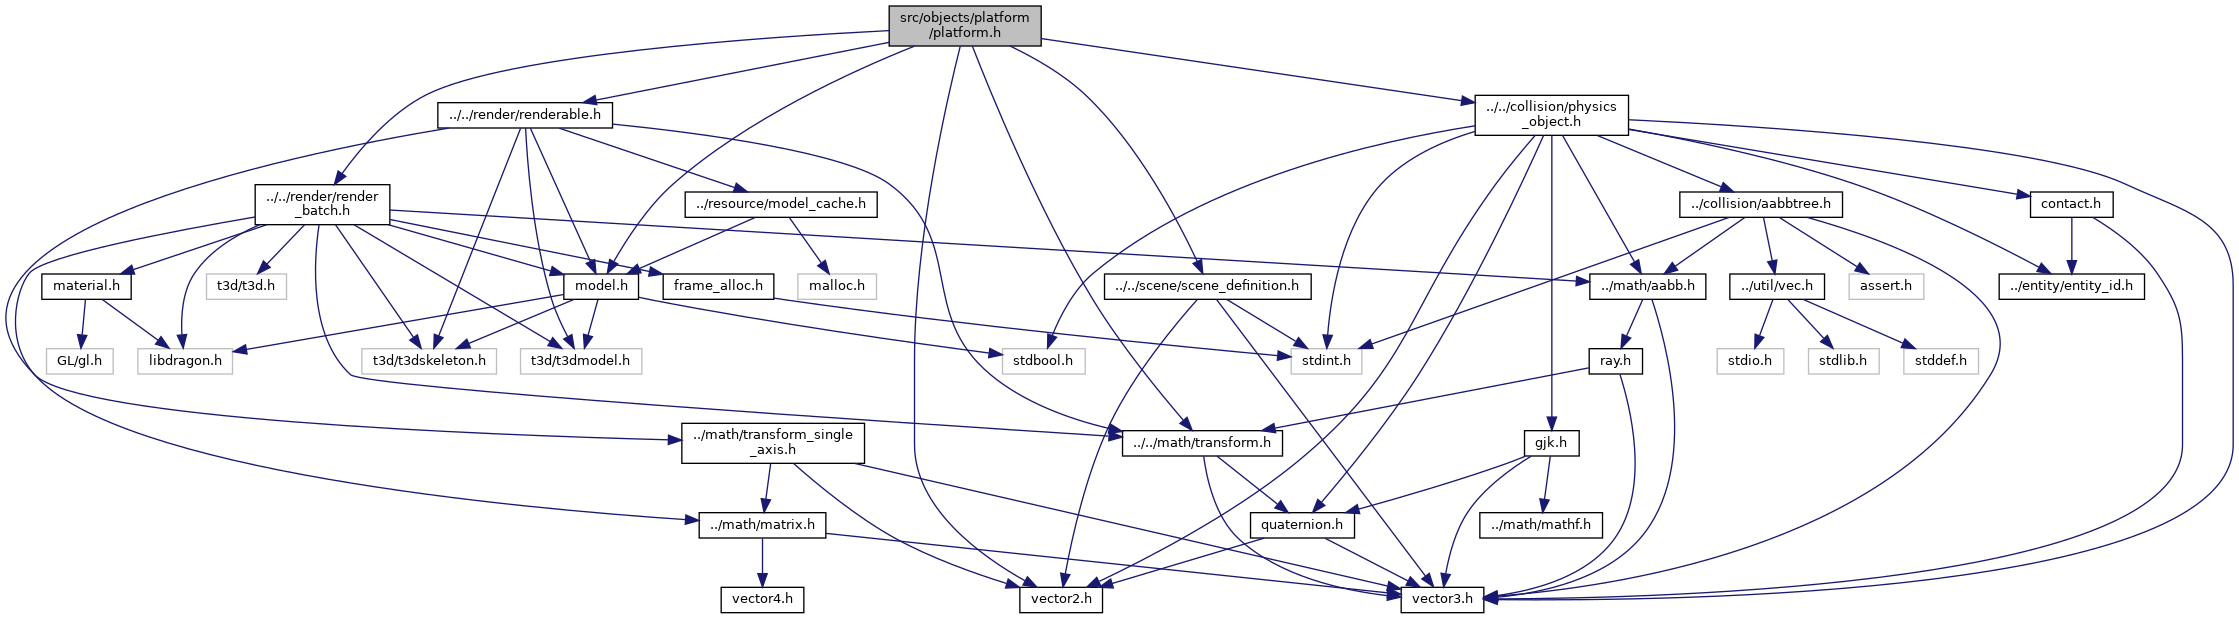 src/objects/platform
/platform.h
../../render/renderable.h
../../collision/physics
_object.h
../../render/render
_batch.h
../resource/model_cache.h
../collision/aabbtree.h
contact.h
material.h
t3d/t3d.h
model.h
frame_alloc.h
malloc.h
../../scene/scene_definition.h
../math/aabb.h
../util/vec.h
assert.h
../entity/entity_id.h
GL/gl.h
libdragon.h
t3d/t3dskeleton.h
t3d/t3dmodel.h
stdbool.h
stdint.h
ray.h
stdio.h
stdlib.h
stddef.h
../math/transform_single
_axis.h
../../math/transform.h
gjk.h
../math/matrix.h
quaternion.h
../math/mathf.h
vector4.h
vector2.h
vector3.h